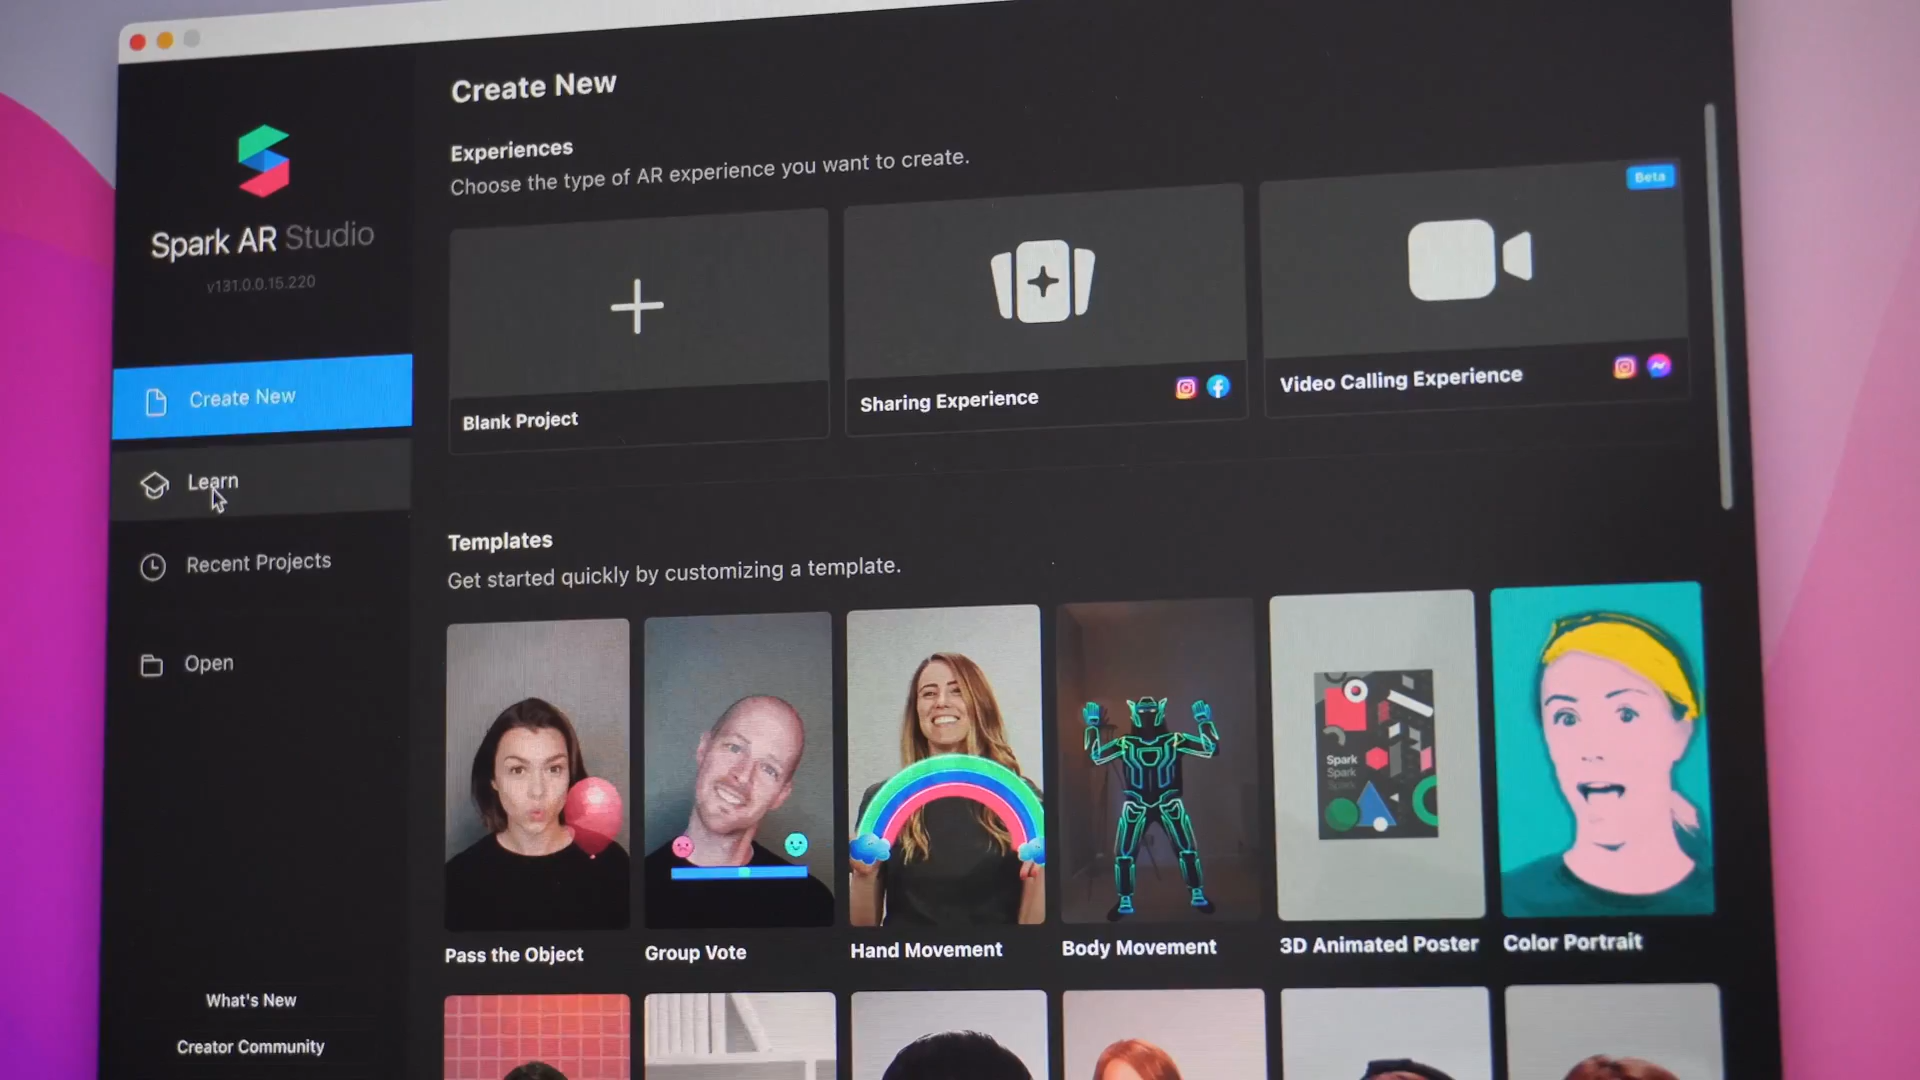 Spark AR Studio
v131.0.0.15.220
Create New
Learn
Recent Projects
Open
What's New
Creator Community
Create New
Experiences
Choose the type of AR experience you want to create.
Blank Project
Sharing Experience
Beta
Video Calling Experience
Templates
Get started quickly by customizing a template.
Spark
Spark
Spark
Pass the Object
Group Vote
Hand Movement
Body Movement
3D Animated Poster
Color Portrait